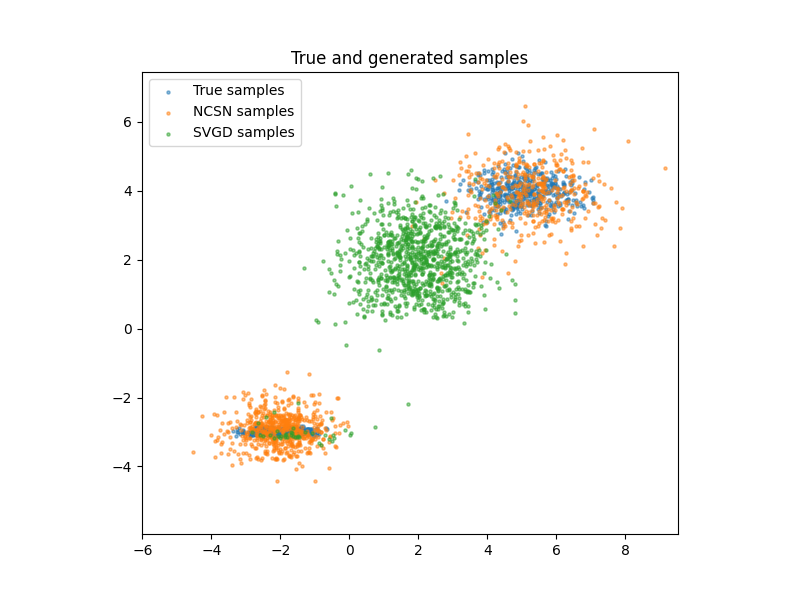 True and generated samples
True samples
NCSN samples
SVGD samples
6
4
2
0
−2
−4
−6 −4 −2 0 2 4 6 8